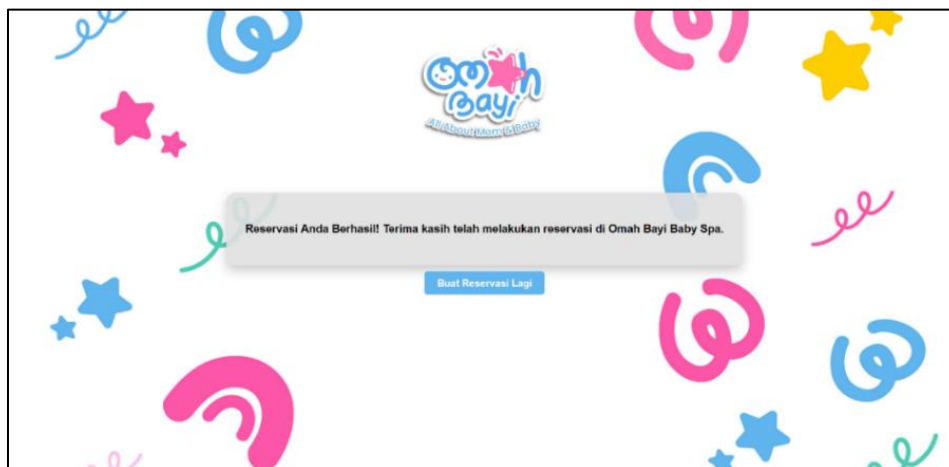 Omah
Bayi
All About Mom & Baby
Reservasi Anda Berhasil! Terima kasih telah melakukan reservasi di Omah Bayi Baby Spa.
Buat Reservasi Lagi